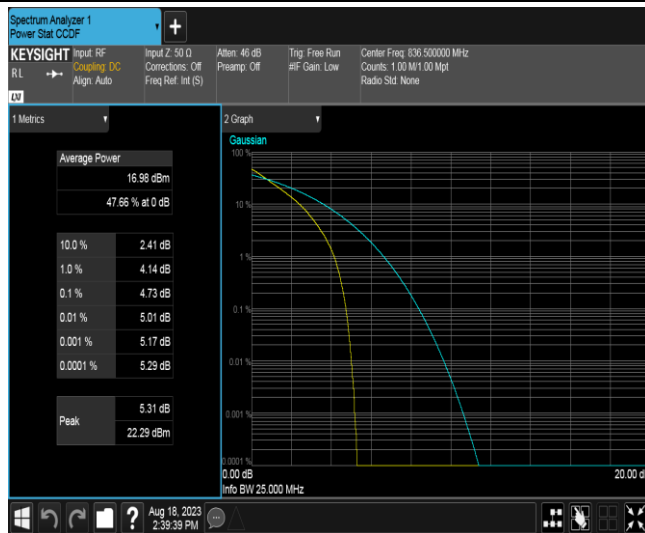 Spectrum Analyzer 1
Power Stat CCDF
+
KEYSIGHT
RL
LXI
Input: RF
Coupling: DC
Align: Auto
Input Z: 50 Ω
Corrections: Off
Freq Ref: Int (S)
Atten: 46 dB
Preamp: Off
Trig: Free Run
#IF Gain: Low
Center Freq: 836.500000 MHz
Counts: 1.00 M/1.00 Mpt
Radio Std: None
1 Metrics
Average Power
16.98 dBm
47.66 % at 0 dB
10.0 % 2.41 dB
1.0 % 4.14 dB
0.1 % 4.73 dB
0.01 % 5.01 dB
0.001 % 5.17 dB
0.0001 % 5.29 dB
Peak
5.31 dB
22.29 dBm
2 Graph
Gaussian
100 %
10 %
1 %
0.1 %
0.01 %
0.001 %
0.0001 %
0.00 dB
20.00 d
Info BW 25.000 MHz
?
Aug 18, 2023
2:39:39 PM